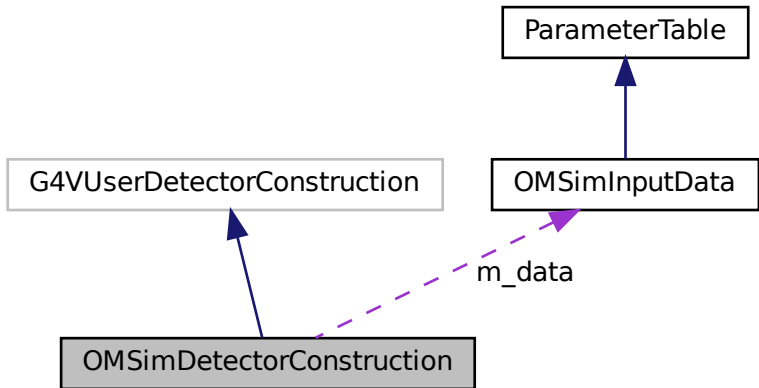 ParameterTable
G4VUserDetectorConstruction
OMSimInputData
m_data
OMSimDetectorConstruction